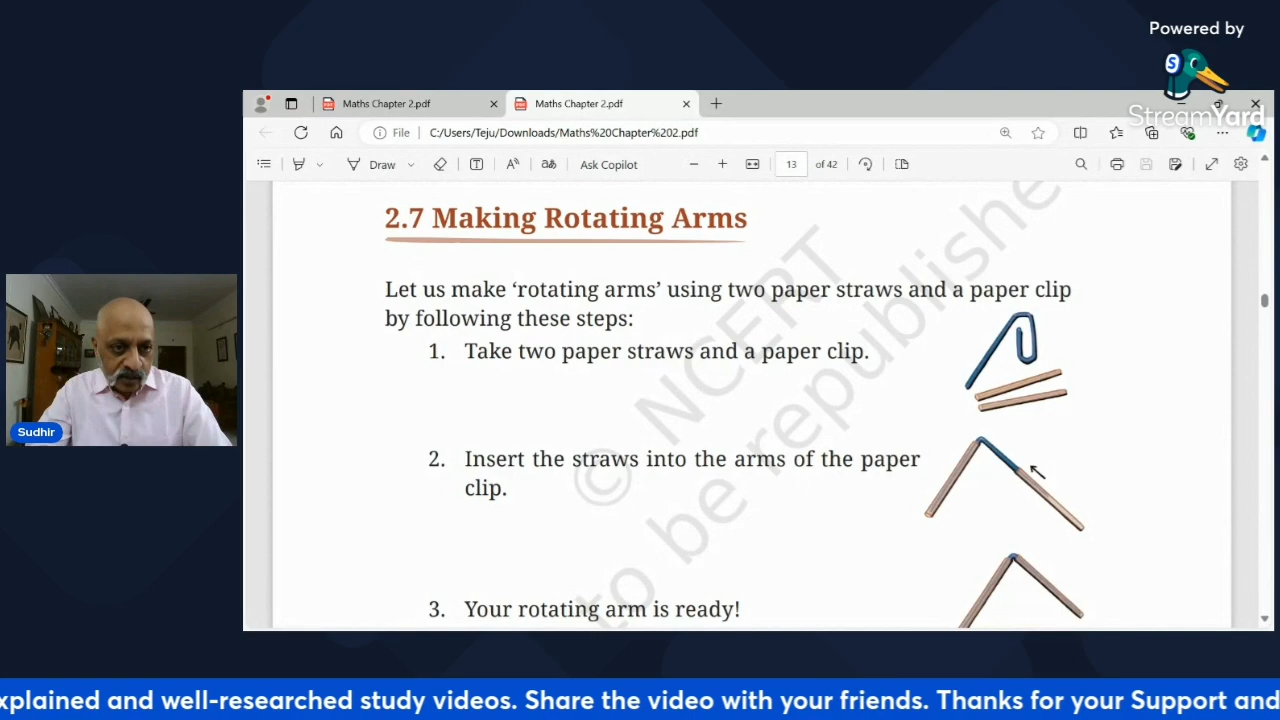 Powered by
StreamYard
Maths Chapter 2.pdf
Maths Chapter 2.pdf
File
C:/Users/Teju/Downloads/Maths%20Chapter%202.pdf
Draw
Ask Copilot
13 of 42
2.7 Making Rotating Arms
Let us make ‘rotating arms’ using two paper straws and a paper clip
by following these steps:
1. Take two paper straws and a paper clip.
2. Insert the straws into the arms of the paper
clip.
3. Your rotating arm is ready!
© NCERT
to be republishe
Sudhir
xplained and well-researched study videos. Share the video with your friends. Thanks for your Support and